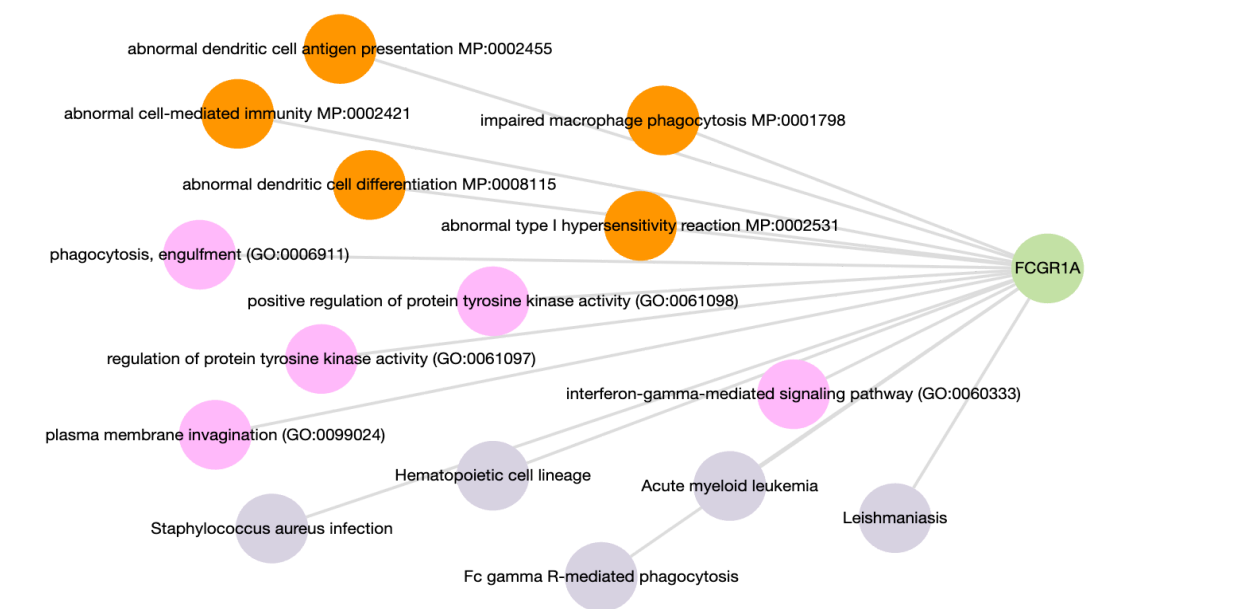 abnormal dendritic cell antigen presentation MP:0002455
abnormal cell-mediated immunity MP:0002421
impaired macrophage phagocytosis MP:0001798
abnormal dendritic cell differentiation MP:0008115
abnormal type I hypersensitivity reaction MP:0002531
phagocytosis, engulfment (GO:0006911)
FCGR1A
positive regulation of protein tyrosine kinase activity (GO:0061098)
regulation of protein tyrosine kinase activity (GO:0061097)
interferon-gamma-mediated signaling pathway (GO:0060333)
plasma membrane invagination (GO:0099024)
Hematopoietic cell lineage
Acute myeloid leukemia
Leishmaniasis
Staphylococcus aureus infection
Fc gamma R-mediated phagocytosis